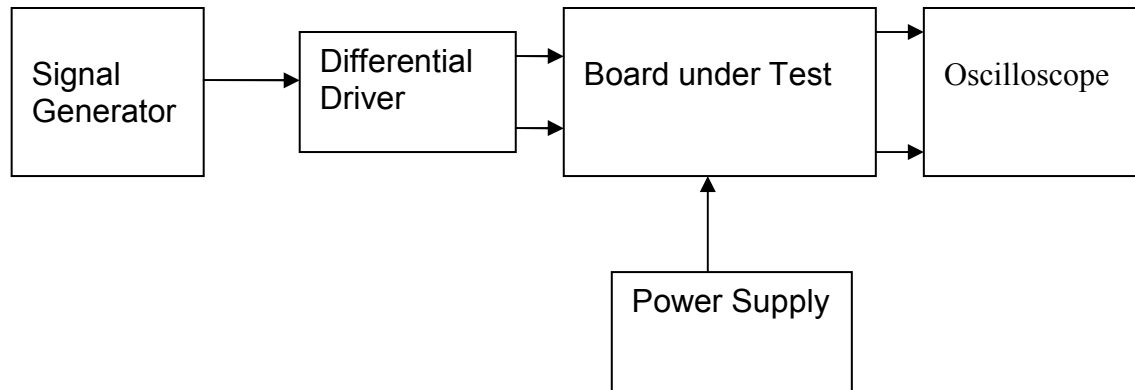 Signal
Generator
Differential
Driver
Board under Test
Oscilloscope
Power Supply